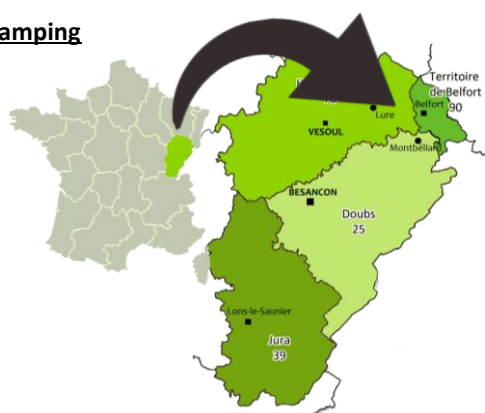 amping
Territoire
de Belfort
90
Belfort
Lure
VESOUL
Montbéliard
BESANCON
Doubs
25
Lons-le-Saunier
Jura
39